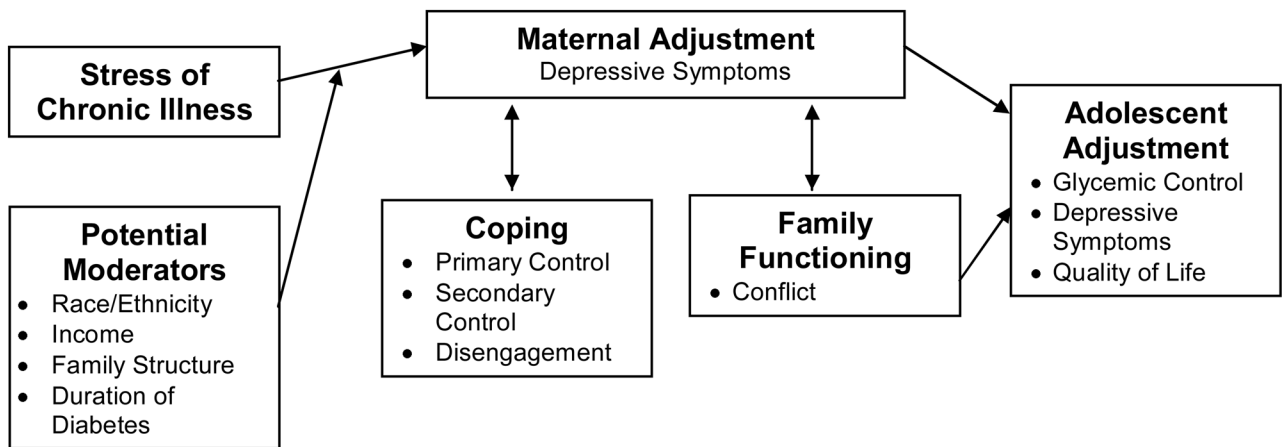 Stress of
Chronic Illness
Potential
Moderators
• Race/Ethnicity
• Income
• Family Structure
• Duration of
Diabetes
Maternal Adjustment
Depressive Symptoms
Coping
• Primary Control
• Secondary
Control
• Disengagement
Family
Functioning
• Conflict
Adolescent
Adjustment
• Glycemic Control
• Depressive
Symptoms
• Quality of Life